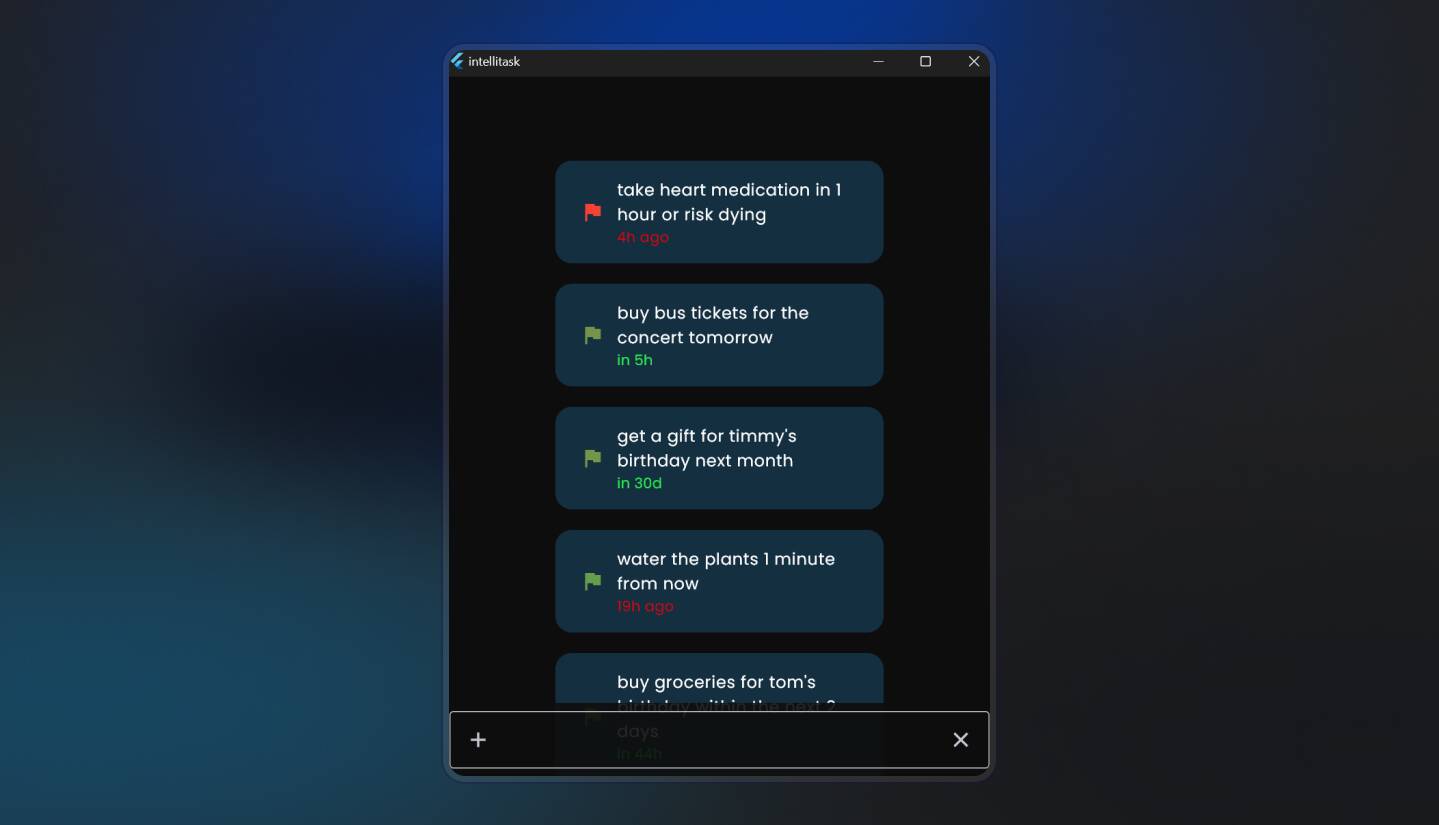 intellitask
take heart medication in 1
hour or risk dying
4h ago
buy bus tickets for the
concert tomorrow
in 5h
get a gift for timmy's
birthday next month
in 30d
water the plants 1 minute
from now
19h ago
buy groceries for tom's
birthday within the next 2
days
in 44h